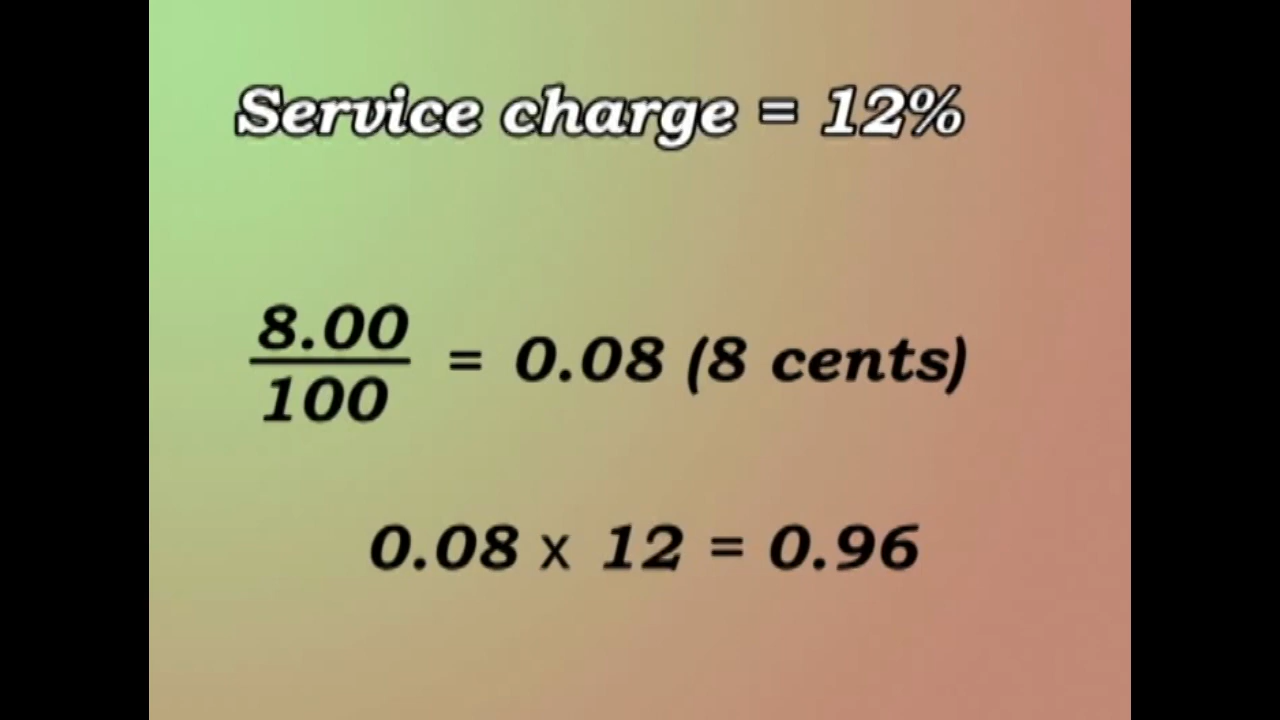 Service charge = 12%
8.00
100
= 0.08 (8 cents)
0.08 x 12 = 0.96